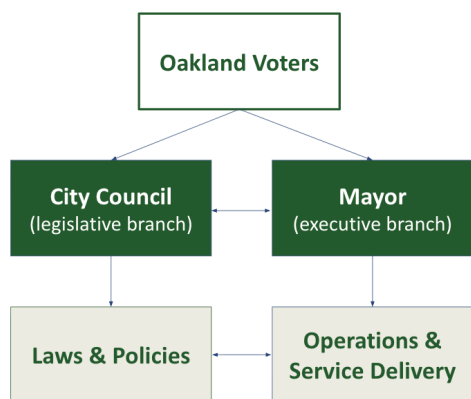 Oakland Voters
City Council
(legislative branch)
Mayor
(executive branch)
Laws & Policies
Operations &
Service Delivery